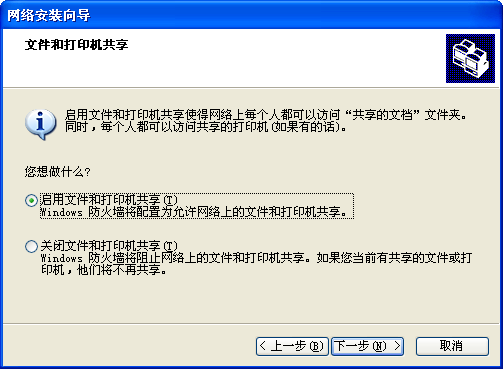 网络安装向导
文件和打印机共享
启用文件和打印机共享使得网络上每个人都可以访问“共享的文档”文件夹。
同时，每个人都可以访问共享的打印机(如果有的话)。
您想做什么?
启用文件和打印机共享(T)
Windows 防火墙将配置为允许网络上的文件和打印机共享。
关闭文件和打印机共享(T)
Windows 防火墙将阻止网络上的文件和打印机共享。如果您当前有共享的文件或打
印机，他们将不再共享。
< 上一步(B) 下一步(N) > 取消